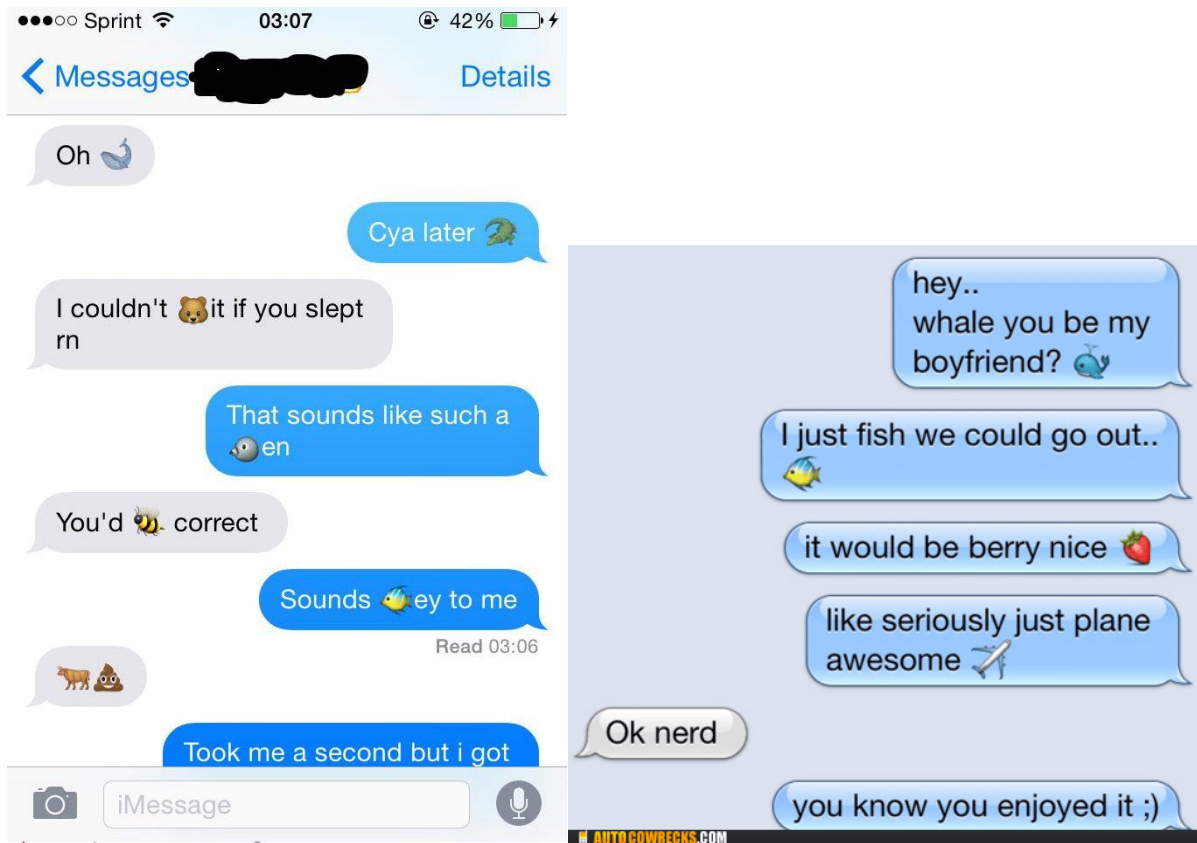 Sprint 03:07 42%
Messages Details
Oh 🐋
Cya later 🐊
I couldn't 🐻it if you slept
rn
That sounds like such a
🐡en
You'd 🐝 correct
Sounds 🐠ey to me
Read 03:06
🐂💩
Took me a second but i got
iMessage
hey..
whale you be my
boyfriend? 🐳
I just fish we could go out..
🐠
it would be berry nice 🍓
like seriously just plane
awesome ✈️
Ok nerd
you know you enjoyed it ;)
AUTOCOWRECKS.COM